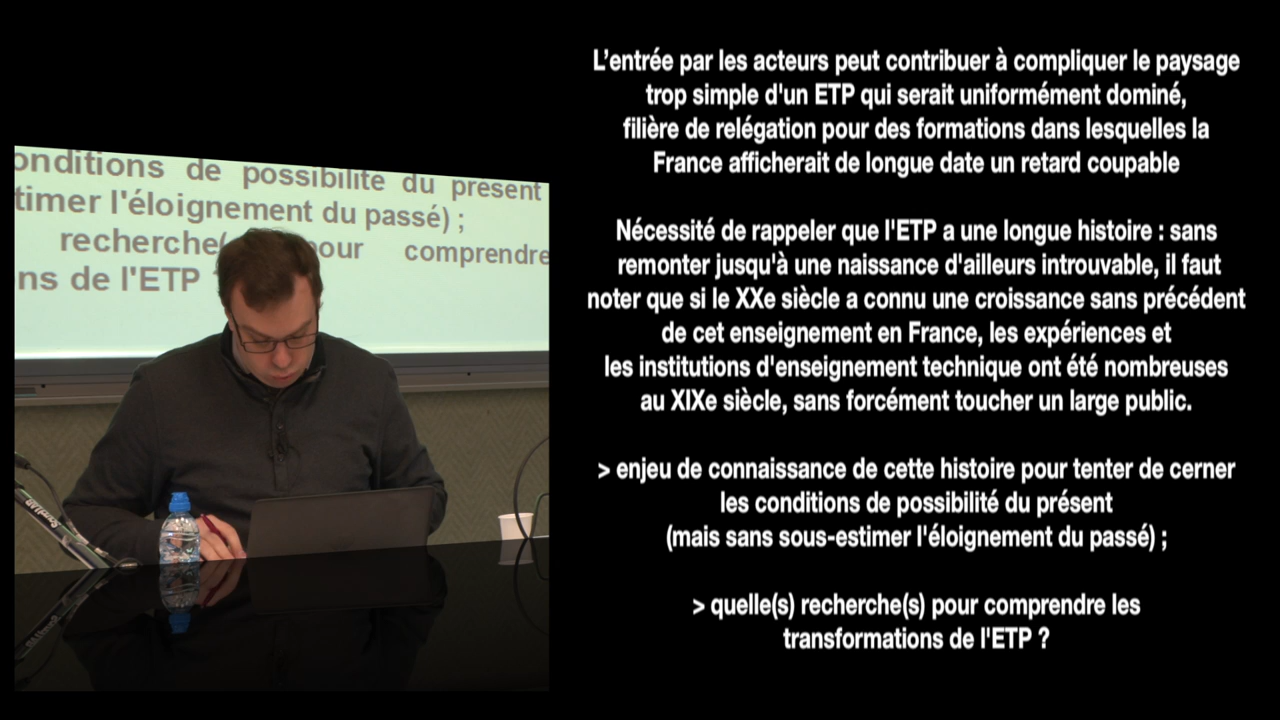 onditions de possibilité du présent
timer l'éloignement du passé) ;
recherche( pour comprendre
ns de l'ETP
L'entrée par les acteurs peut contribuer à compliquer le paysage
trop simple d'un ETP qui serait uniformément dominé,
filière de relégation pour des formations dans lesquelles la
France afficherait de longue date un retard coupable
Nécessité de rappeler que l'ETP a une longue histoire : sans
remonter jusqu'à une naissance d'ailleurs introuvable, il faut
noter que si le XXe siècle a connu une croissance sans précédent
de cet enseignement en France, les expériences et
les institutions d'enseignement technique ont été nombreuses
au XIXe siècle, sans forcément toucher un large public.
> enjeu de connaissance de cette histoire pour tenter de cerner
les conditions de possibilité du présent
(mais sans sous-estimer l'éloignement du passé) ;
> quelle(s) recherche(s) pour comprendre les
transformations de l'ETP ?